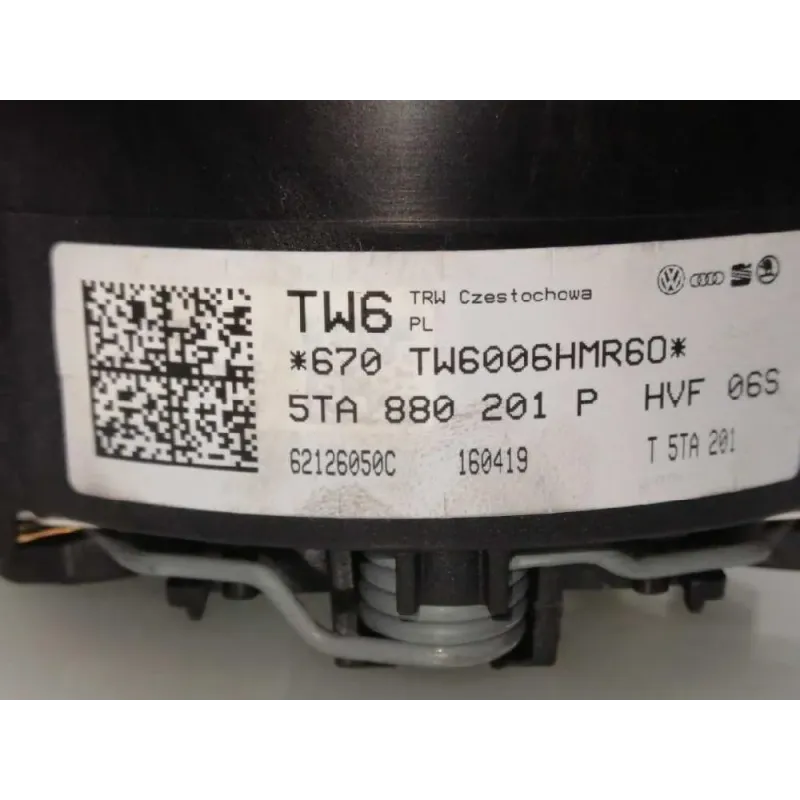 TW6 TRW Czestochowa
PL
*670 TW6006HMR60*
5TA 880 201 P HVF 06S
62126050C 160419 T 5TA 201